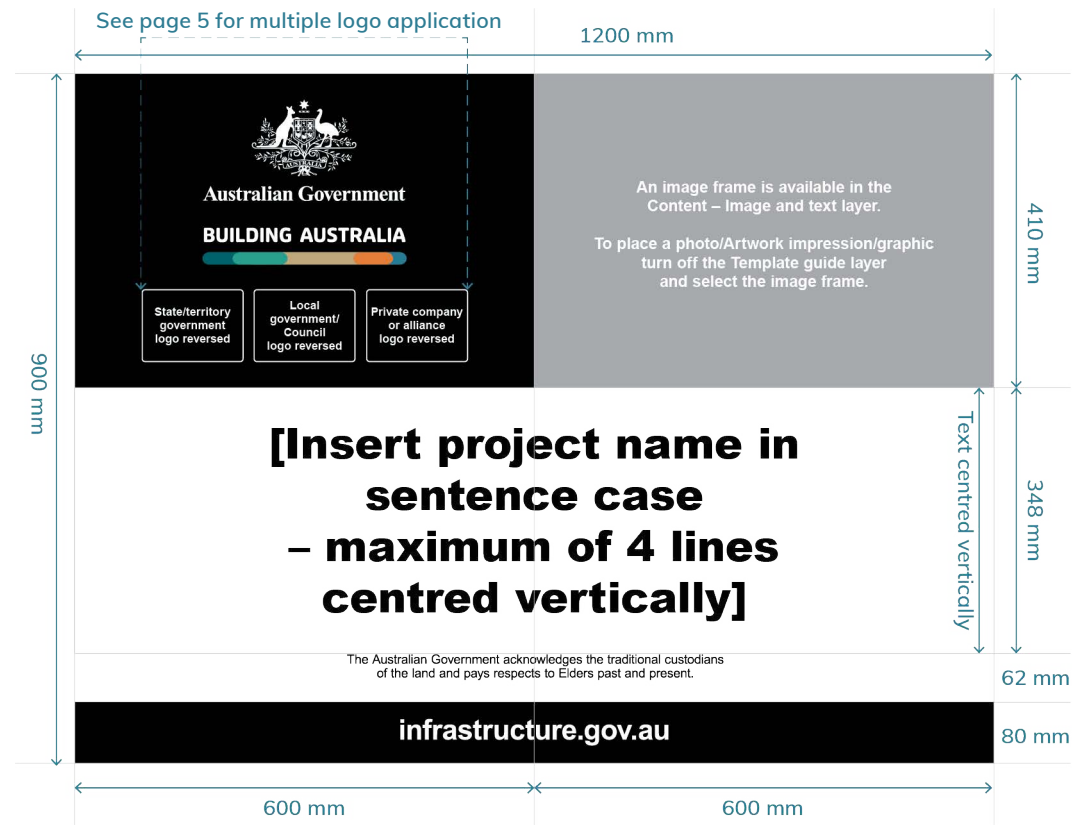 See page 5 for multiple logo application
1200 mm
AUSTRALIA
Australian Government
BUILDING AUSTRALIA
State/territory
government
logo reversed
Local
government/
Council
logo reversed
Private company
or alliance
logo reversed
An image frame is available in the
Content – Image and text layer.
To place a photo/Artwork impression/graphic
turn off the Template guide layer
and select the image frame.
410 mm
900 mm
[Insert project name in
sentence case
– maximum of 4 lines
centred vertically]
Text centred vertically
348 mm
The Australian Government acknowledges the traditional custodians
of the land and pays respects to Elders past and present.
62 mm
infrastructure.gov.au
80 mm
600 mm
600 mm